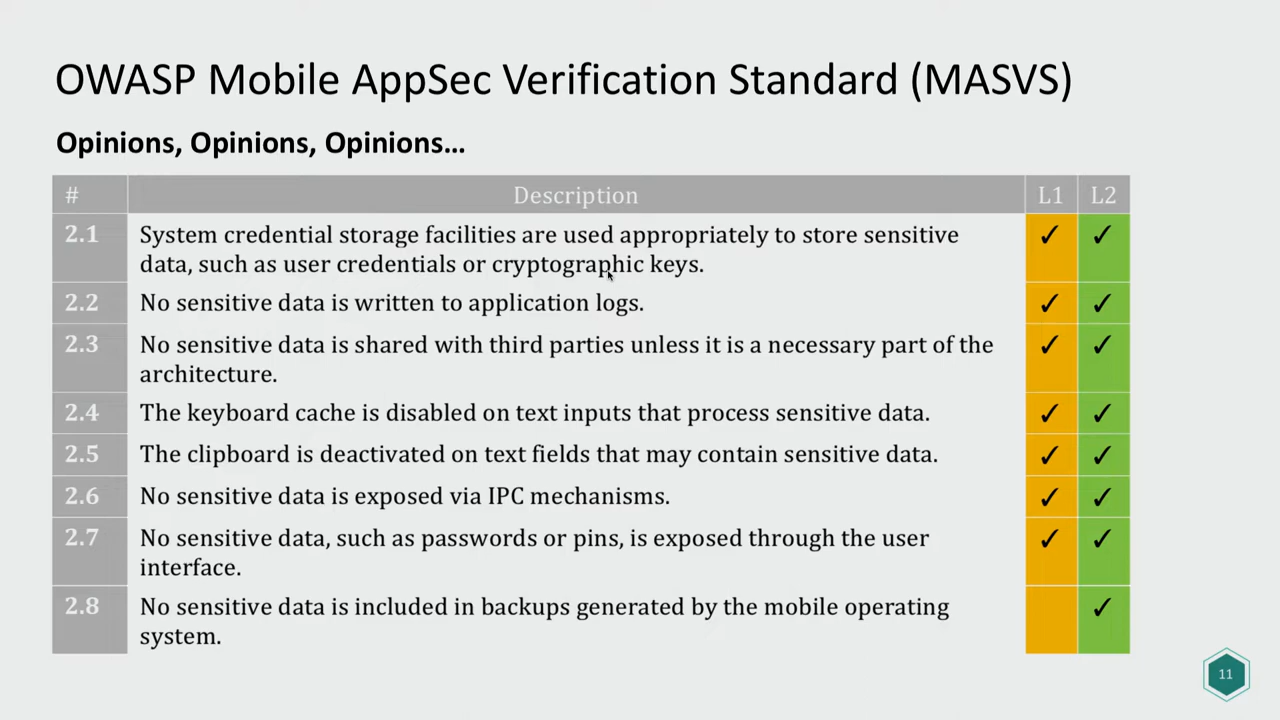 OWASP Mobile AppSec Verification Standard (MASVS)
Opinions, Opinions, Opinions…
# Description L1 L2
2.1 System credential storage facilities are used appropriately to store sensitive ✓ ✓
data, such as user credentials or cryptographic keys.
2.2 No sensitive data is written to application logs. ✓ ✓
2.3 No sensitive data is shared with third parties unless it is a necessary part of the ✓ ✓
architecture.
2.4 The keyboard cache is disabled on text inputs that process sensitive data. ✓ ✓
2.5 The clipboard is deactivated on text fields that may contain sensitive data. ✓ ✓
2.6 No sensitive data is exposed via IPC mechanisms. ✓ ✓
2.7 No sensitive data, such as passwords or pins, is exposed through the user ✓ ✓
interface.
2.8 No sensitive data is included in backups generated by the mobile operating ✓
system.
11